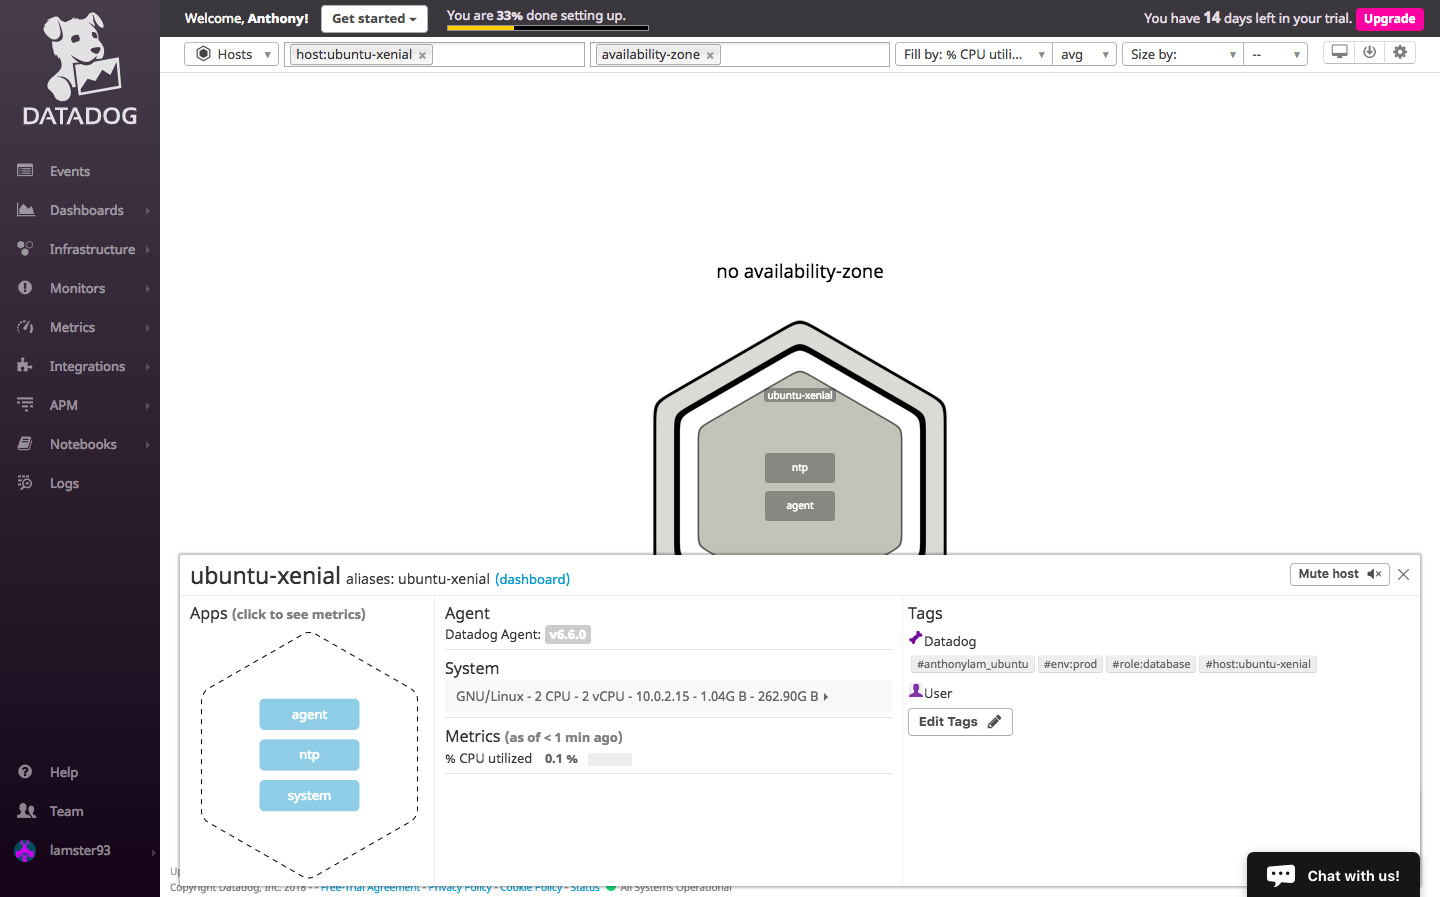 DATADOG
Welcome, Anthony!
Get started
You are 33% done setting up.
You have 14 days left in your trial.
Upgrade
Hosts
host:ubuntu-xenial ×
availability-zone ×
Fill by: % CPU utili...
avg
Size by:
--
Events
Dashboards
Infrastructure
Monitors
Metrics
Integrations
APM
Notebooks
Logs
Help
Team
lamster93
no availability-zone
ubuntu-xenial
ntp
agent
ubuntu-xenial aliases: ubuntu-xenial (dashboard)
Mute host
Apps (click to see metrics)
agent
ntp
system
Agent
Datadog Agent: v6.6.0
System
GNU/Linux - 2 CPU - 2 vCPU - 10.0.2.15 - 1.04G B - 262.90G B
Metrics (as of < 1 min ago)
% CPU utilized 0.1 %
Tags
Datadog
#anthonylam_ubuntu #env:prod #role:database #host:ubuntu-xenial
User
Edit Tags
Copyright Datadog, Inc. 2018 - - Free-Trial Agreement - Privacy Policy - Cookie Policy - Status All Systems Operational
Chat with us!